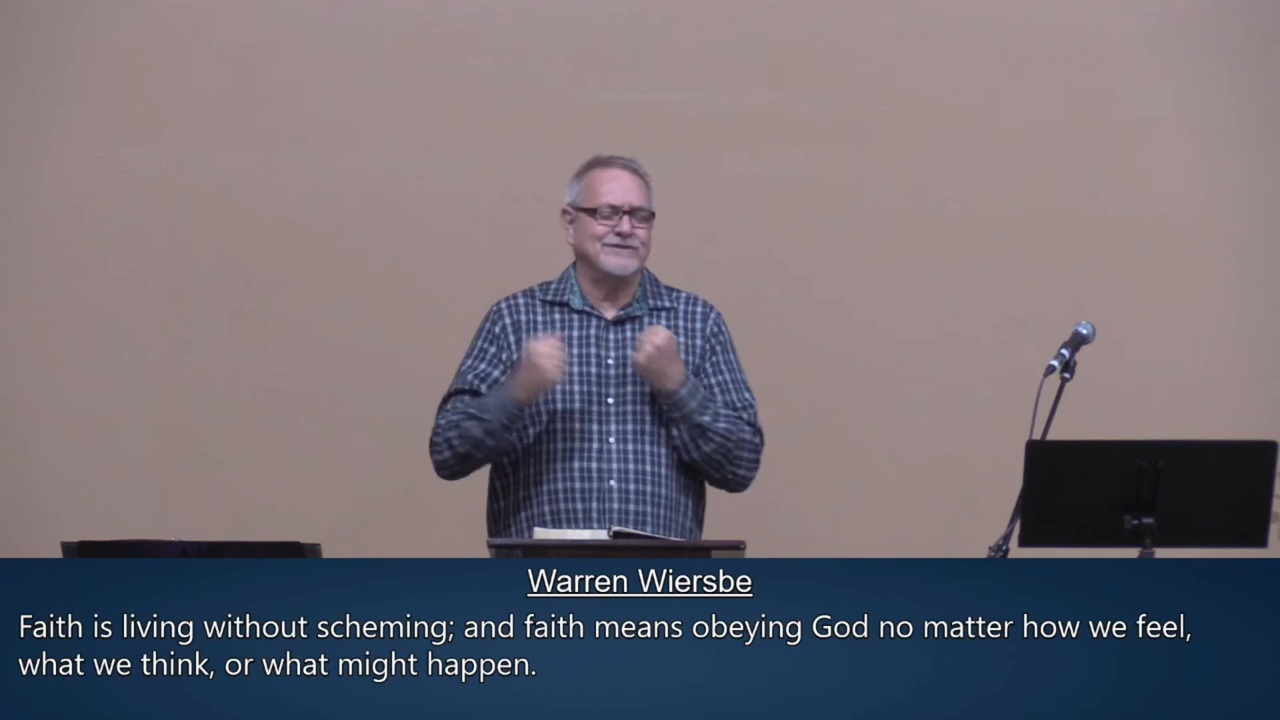 Warren Wiersbe
Faith is living without scheming; and faith means obeying God no matter how we feel,
what we think, or what might happen.